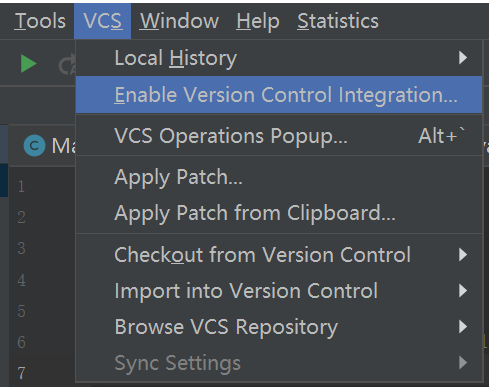 Tools VCS Window Help Statistics
Local History
Enable Version Control Integration...
VCS Operations Popup... Alt+`
Ma
1
Apply Patch...
2
Apply Patch from Clipboard...
3
Checkout from Version Control
4
Import into Version Control
5
Browse VCS Repository
6
Sync Settings
7